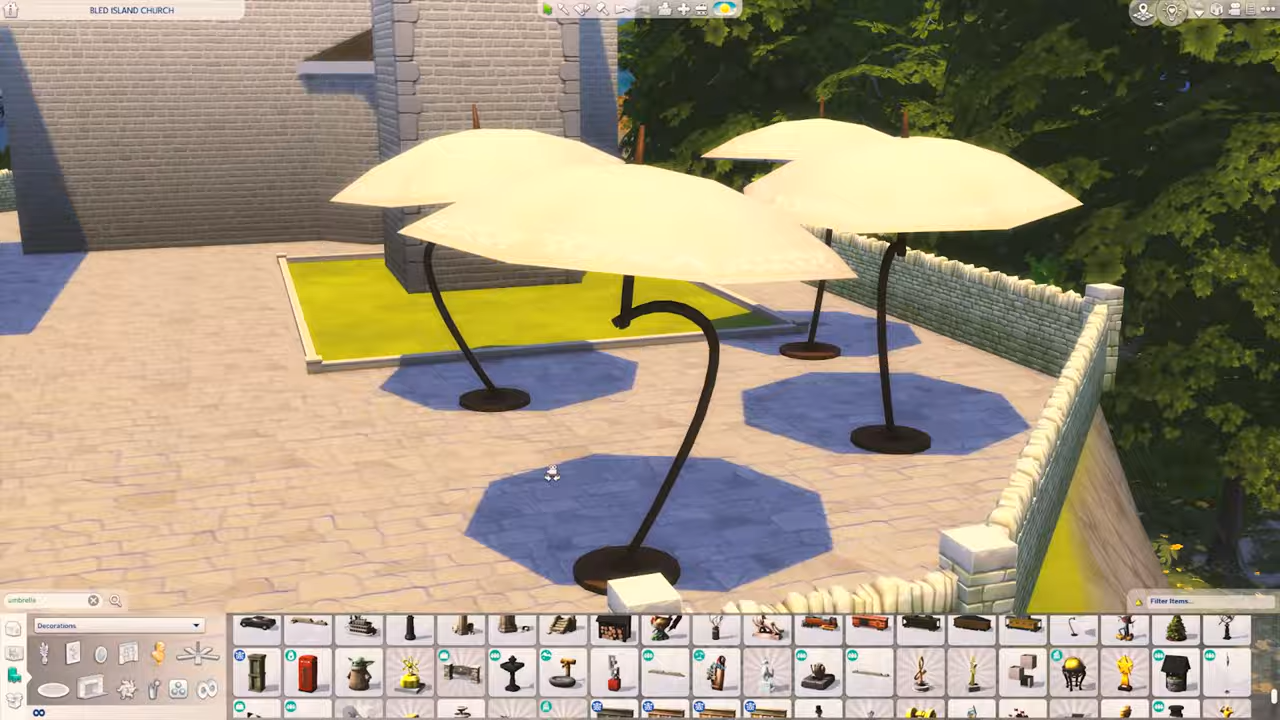 BLED ISLAND CHURCH
umbrella
Filter Items...
Decorations